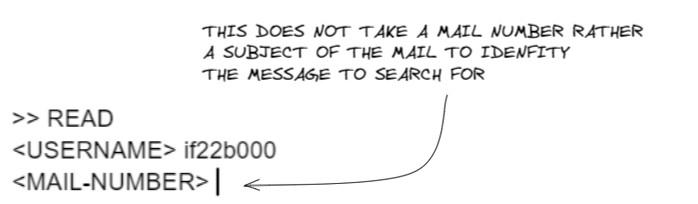 THIS DOES NOT TAKE A MAIL NUMBER RATHER
A SUBJECT OF THE MAIL TO IDENFITY
THE MESSAGE TO SEARCH FOR
>> READ
<USERNAME> if22b000
<MAIL-NUMBER>